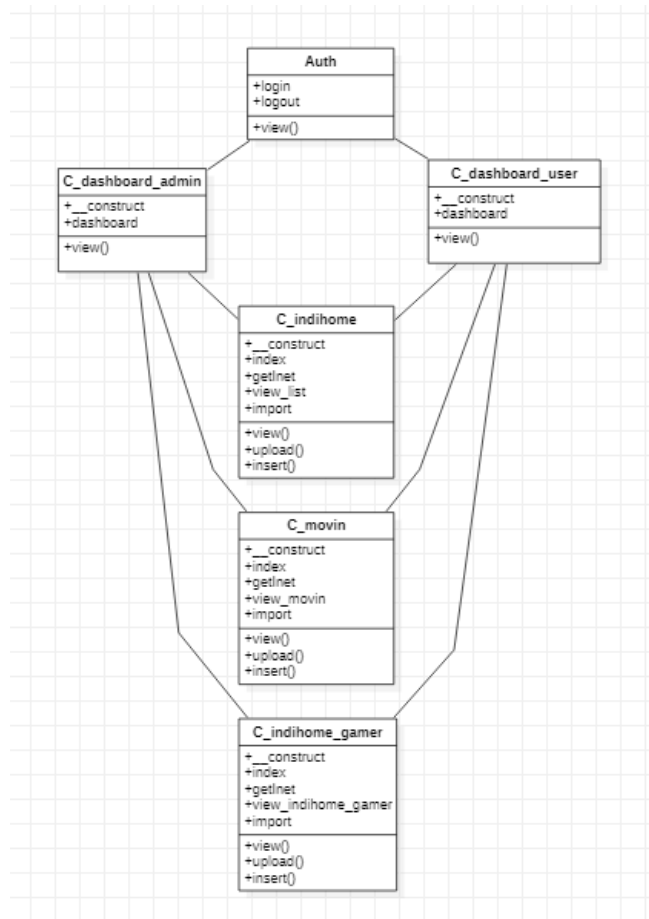 Auth
+login
+logout
+view()
C_dashboard_admin
+__construct
+dashboard
+view()
C_dashboard_user
+__construct
+dashboard
+view()
C_indihome
+__construct
+index
+getInet
+view_list
+import
+view()
+upload()
+insert()
C_movin
+__construct
+index
+getInet
+view_movin
+import
+view()
+upload()
+insert()
C_indihome_gamer
+__construct
+index
+getInet
+view_indihome_gamer
+import
+view()
+upload()
+insert()